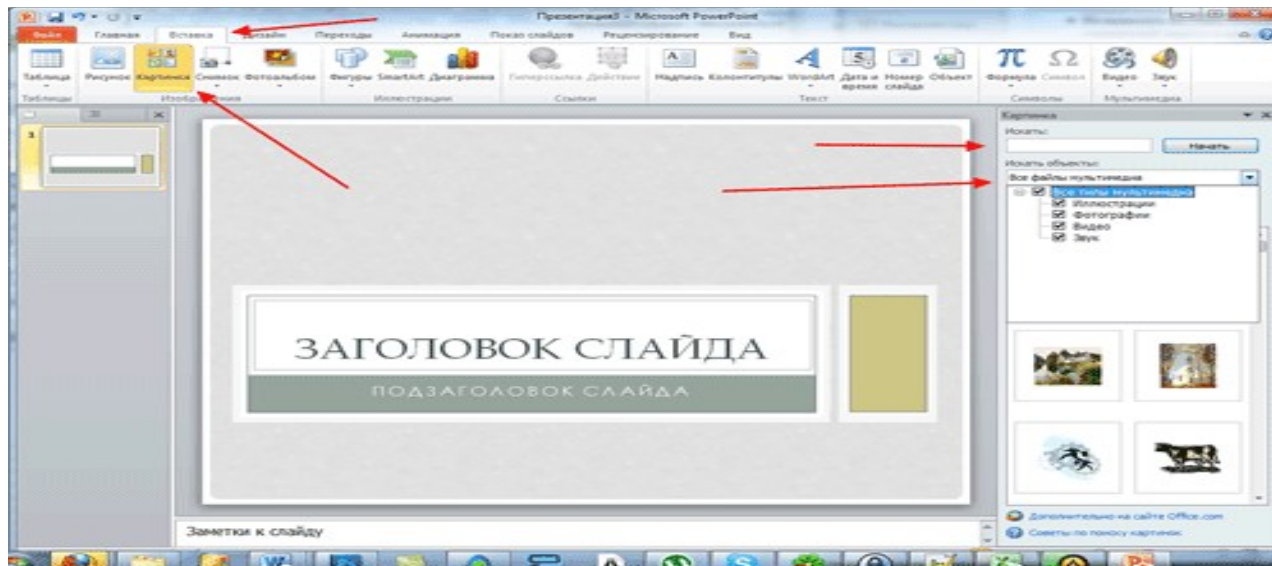 Презентация3 - Microsoft PowerPoint
Файл Главная Вставка Дизайн Переходы Анимация Показ слайдов Рецензирование Вид
Таблица Рисунок Картинка Снимок Фотоальбом Фигуры SmartArt Диаграмма Гиперссылка Действие Надпись Колонтитулы WordArt Дата и время Номер слайда Объект Формула Символ Видео Звук
Таблицы Изображения Иллюстрации Ссылки Текст Символы Мультимедиа
Картинка
Искать:
Начать
Искать объекты:
Все файлы мультимедиа
Все типы мультимедиа
Иллюстрации
Фотографии
Видео
Звук
1
ЗАГОЛОВОК СЛАЙДА
ПОДЗАГОЛОВОК СЛАЙДА
Дополнительно на сайте Office.com
Советы по поиску картинок
Заметки к слайду